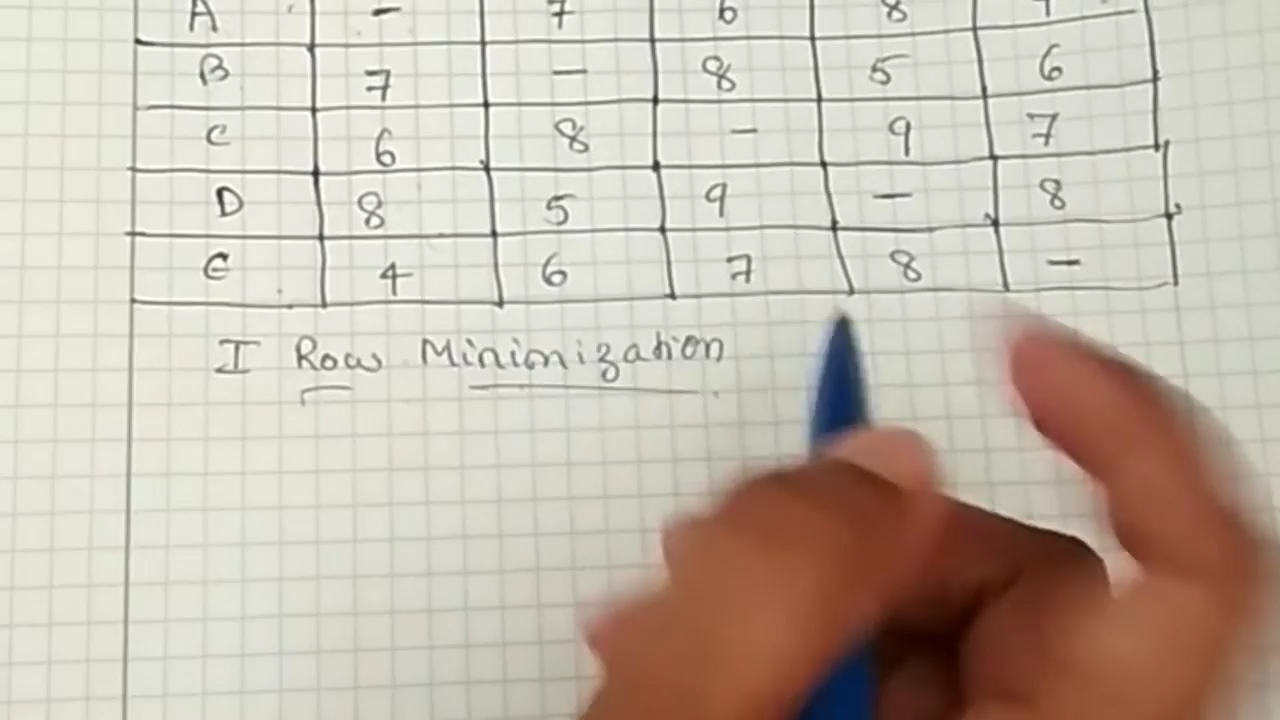 A - 7 6 8
B 7 - 8 5 6
C 6 8 - 9 7
D 8 5 9 - 8
E 4 6 7 8 -
I Row Minimization